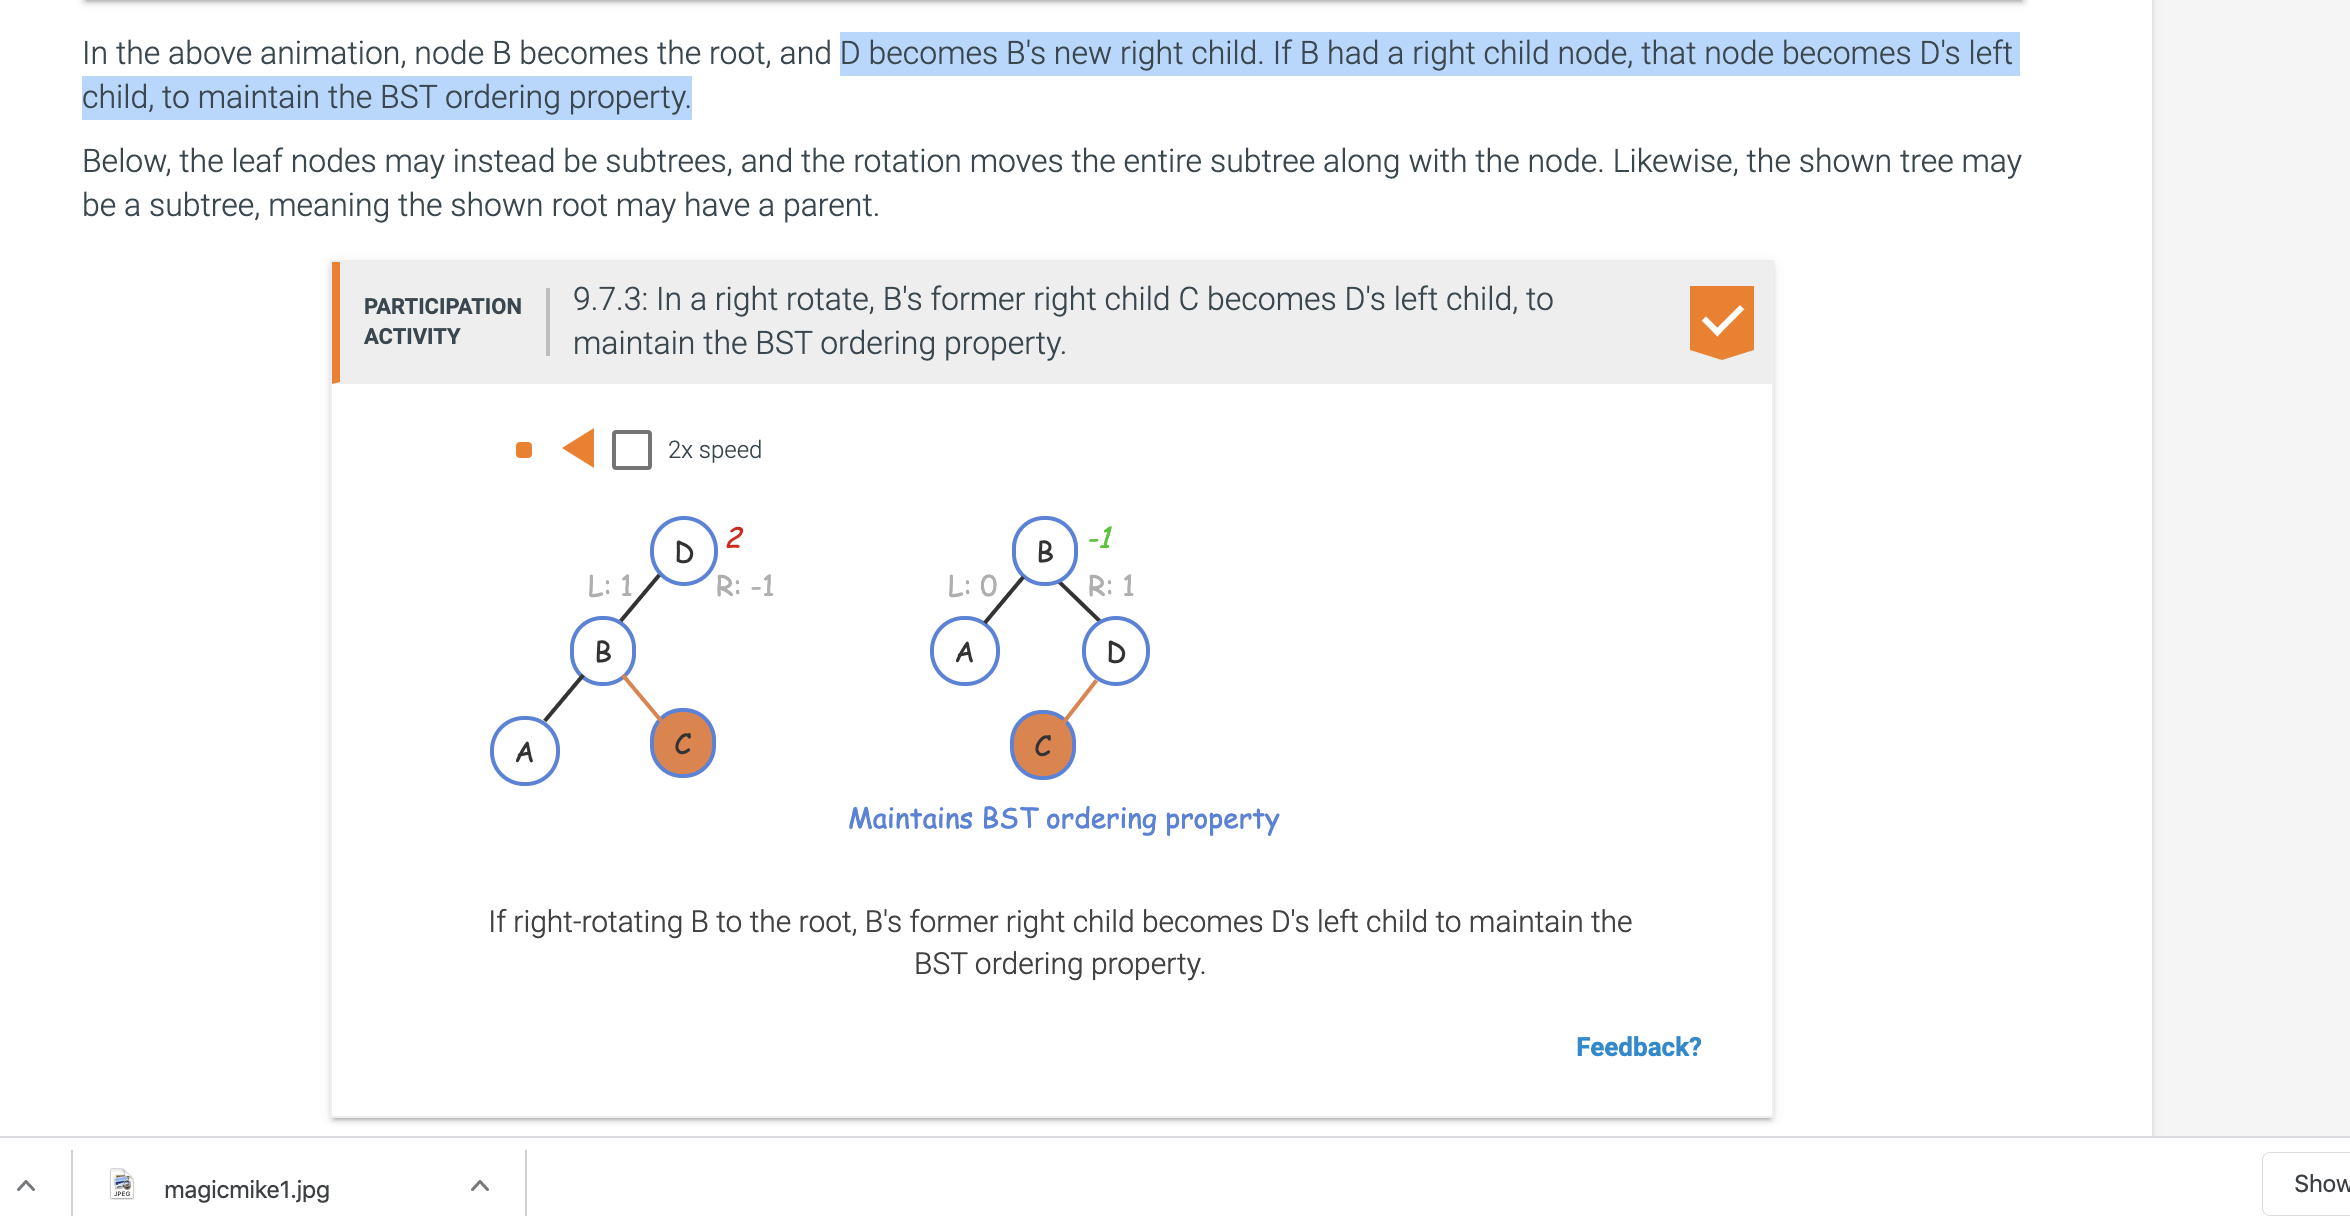 In the above animation, node B becomes the root, and D becomes B's new right child. If B had a right child node, that node becomes D's left
child, to maintain the BST ordering property.
Below, the leaf nodes may instead be subtrees, and the rotation moves the entire subtree along with the node. Likewise, the shown tree may
be a subtree, meaning the shown root may have a parent.
PARTICIPATION
ACTIVITY
9.7.3: In a right rotate, B's former right child C becomes D's left child, to
maintain the BST ordering property.
2x speed
D 2
L: 1 R: -1
B
A
C
B -1
L: 0 R: 1
A
D
C
Maintains BST ordering property
If right-rotating B to the root, B's former right child becomes D's left child to maintain the
BST ordering property.
Feedback?
JPEG
magicmike1.jpg
Show